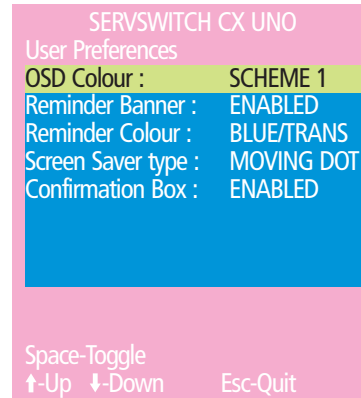 SERVSWITCH CX UNO
User Preferences
OSD Colour : SCHEME 1
Reminder Banner : ENABLED
Reminder Colour : BLUE/TRANS
Screen Saver type : MOVING DOT
Confirmation Box : ENABLED
Space-Toggle
↑-Up ↓-Down Esc-Quit